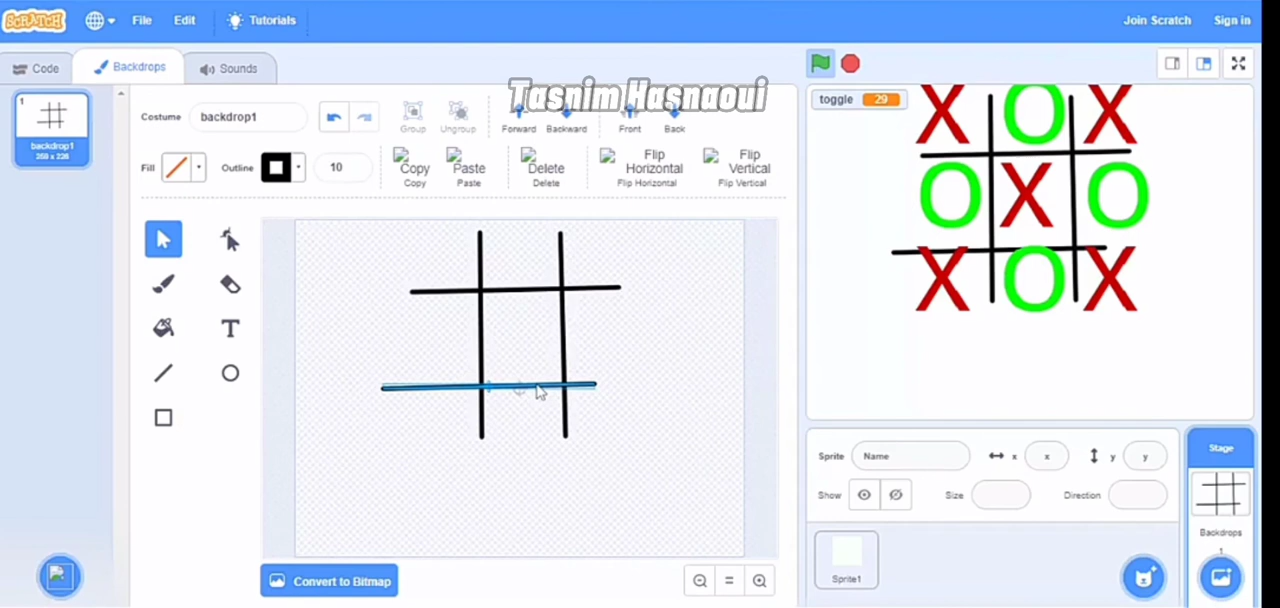 SCRATCH File Edit Tutorials Join Scratch Sign in
Code Backdrops Sounds
Tasnim Hasnaoui
1
backdrop1
259 x 226
Costume backdrop1 Group Ungroup Forward Backward Front Back
Fill Outline 10 Copy Paste Delete Flip Horizontal Flip Vertical
Copy Paste Delete Flip Horizontal Flip Vertical
T
Convert to Bitmap
toggle 29
X O X
O X O
X O X
Sprite Name x x y y
Show Size Direction
Sprite1
Stage
Backdrops
1